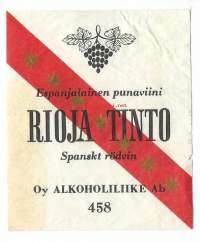 Espanjalainen punaviini
RIOJA TINTO
Spanskt rödvin
Oy ALKOHOLILIIKE Ab
458